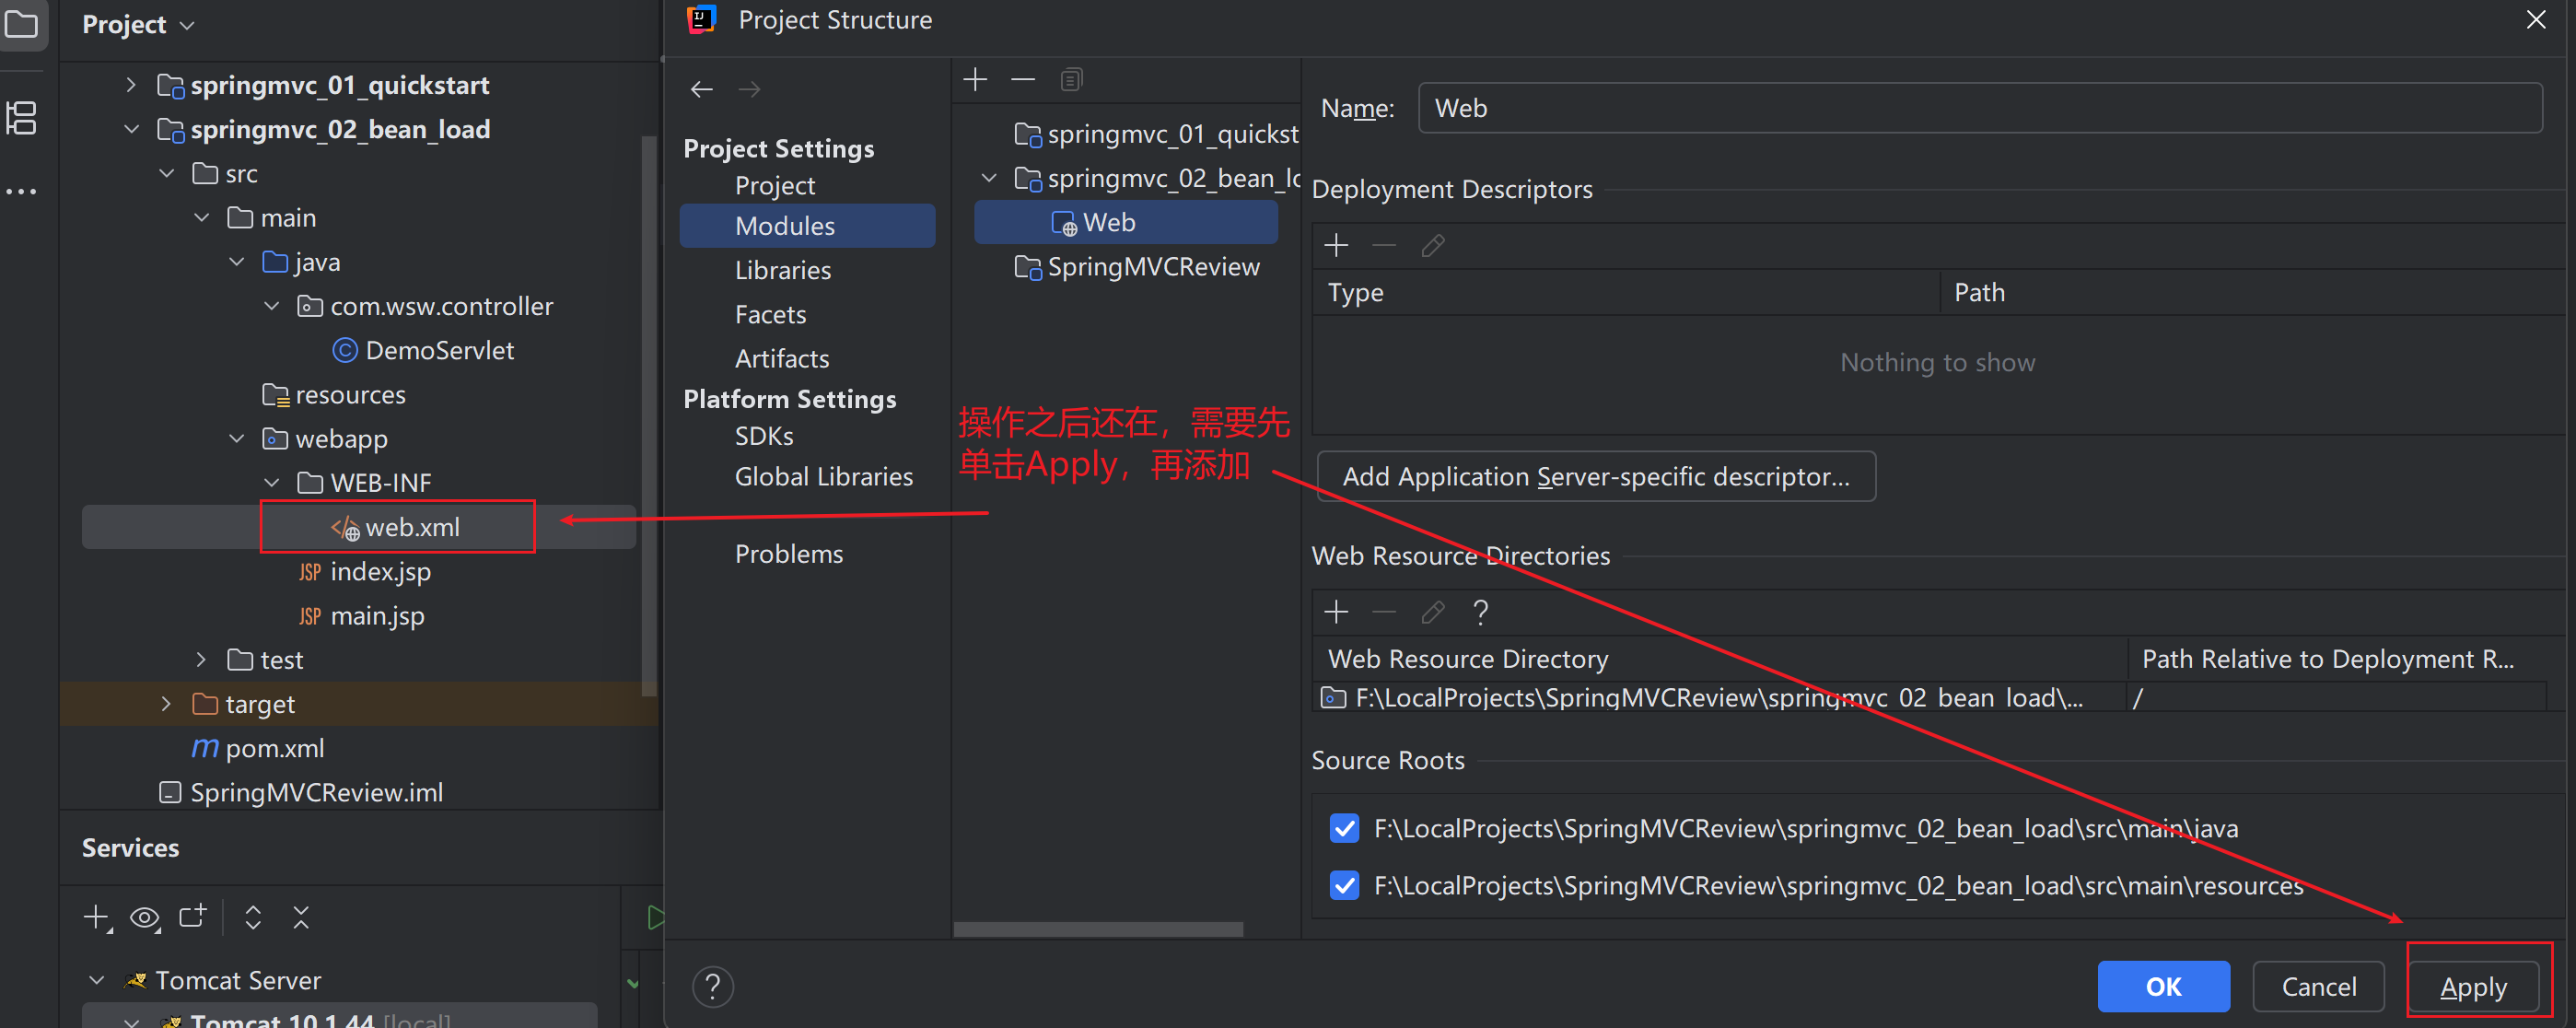 Project
springmvc_01_quickstart
springmvc_02_bean_load
src
main
java
com.wsw.controller
DemoServlet
resources
webapp
WEB-INF
web.xml
JSP index.jsp
JSP main.jsp
test
target
m pom.xml
SpringMVCReview.iml
Services
Tomcat Server
Tomcat 10.1.44 [local]
Project Structure
Project Settings
Project
Modules
Libraries
Facets
Artifacts
Platform Settings
SDKs
Global Libraries
Problems
springmvc_01_quickst
springmvc_02_bean_lo
Web
SpringMVCReview
操作之后还在，需要先
单击Apply，再添加
Name: Web
Deployment Descriptors
Type Path
Nothing to show
Add Application Server-specific descriptor...
Web Resource Directories
Web Resource Directory Path Relative to Deployment R...
F:\LocalProjects\SpringMVCReview\springmvc_02_bean_load\... /
Source Roots
F:\LocalProjects\SpringMVCReview\springmvc_02_bean_load\src\main\java
F:\LocalProjects\SpringMVCReview\springmvc_02_bean_load\src\main\resources
OK Cancel Apply